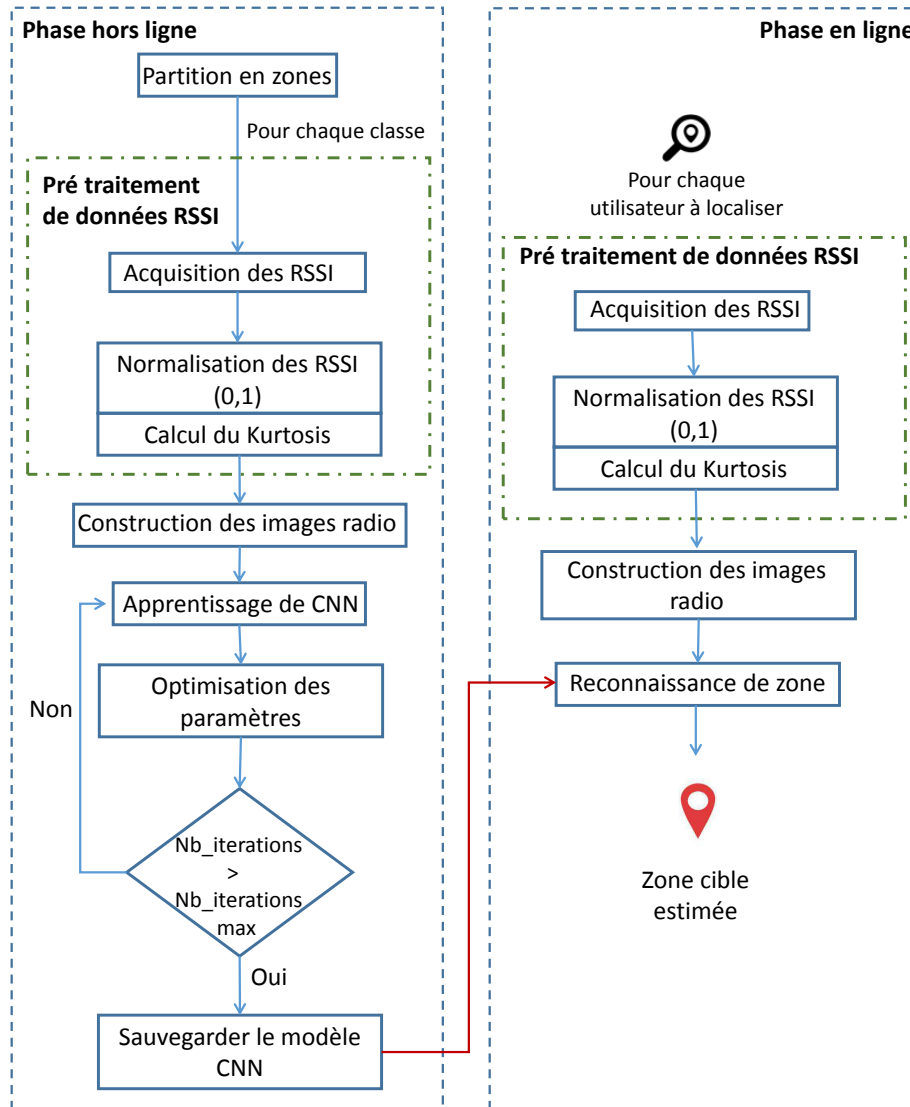 Phase hors ligne
Partition en zones
Pour chaque classe
Pré traitement
de données RSSI
Acquisition des RSSI
Normalisation des RSSI
(0,1)
Calcul du Kurtosis
Construction des images radio
Apprentissage de CNN
Optimisation des
paramètres
Non
Nb_iterations
>
Nb_iterations
max
Oui
Sauvegarder le modèle
CNN
Phase en ligne
Pour chaque
utilisateur à localiser
Pré traitement de données RSSI
Acquisition des RSSI
Normalisation des RSSI
(0,1)
Calcul du Kurtosis
Construction des images
radio
Reconnaissance de zone
Zone cible
estimée